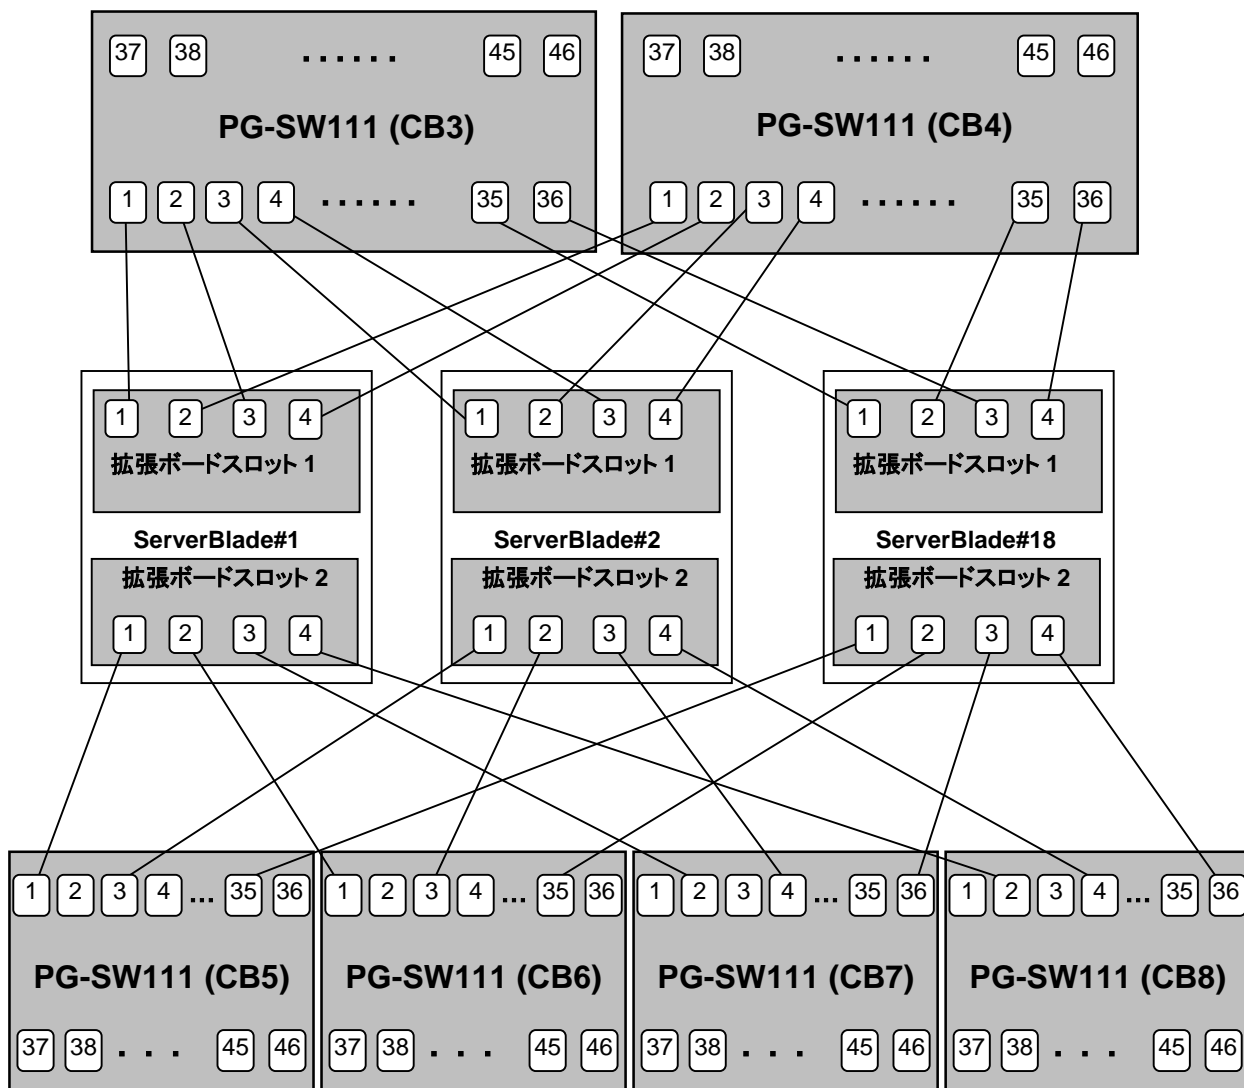 37 38 ...... 45 46
37 38 ...... 45 46
PG-SW111 (CB3)
PG-SW111 (CB4)
1 2 3 4 ...... 35 36
1 2 3 4 ...... 35 36
1 2 3 4
拡張ボードスロット 1
1 2 3 4
拡張ボードスロット 1
1 2 3 4
拡張ボードスロット 1
ServerBlade#1
ServerBlade#2
ServerBlade#18
拡張ボードスロット 2
1 2 3 4
拡張ボードスロット 2
1 2 3 4
拡張ボードスロット 2
1 2 3 4
1 2 3 4 ... 35 36
1 2 3 4 ... 35 36
1 2 3 4 ... 35 36
1 2 3 4 ... 35 36
PG-SW111 (CB5)
PG-SW111 (CB6)
PG-SW111 (CB7)
PG-SW111 (CB8)
37 38 ... 45 46
37 38 ... 45 46
37 38 ... 45 46
37 38 ... 45 46